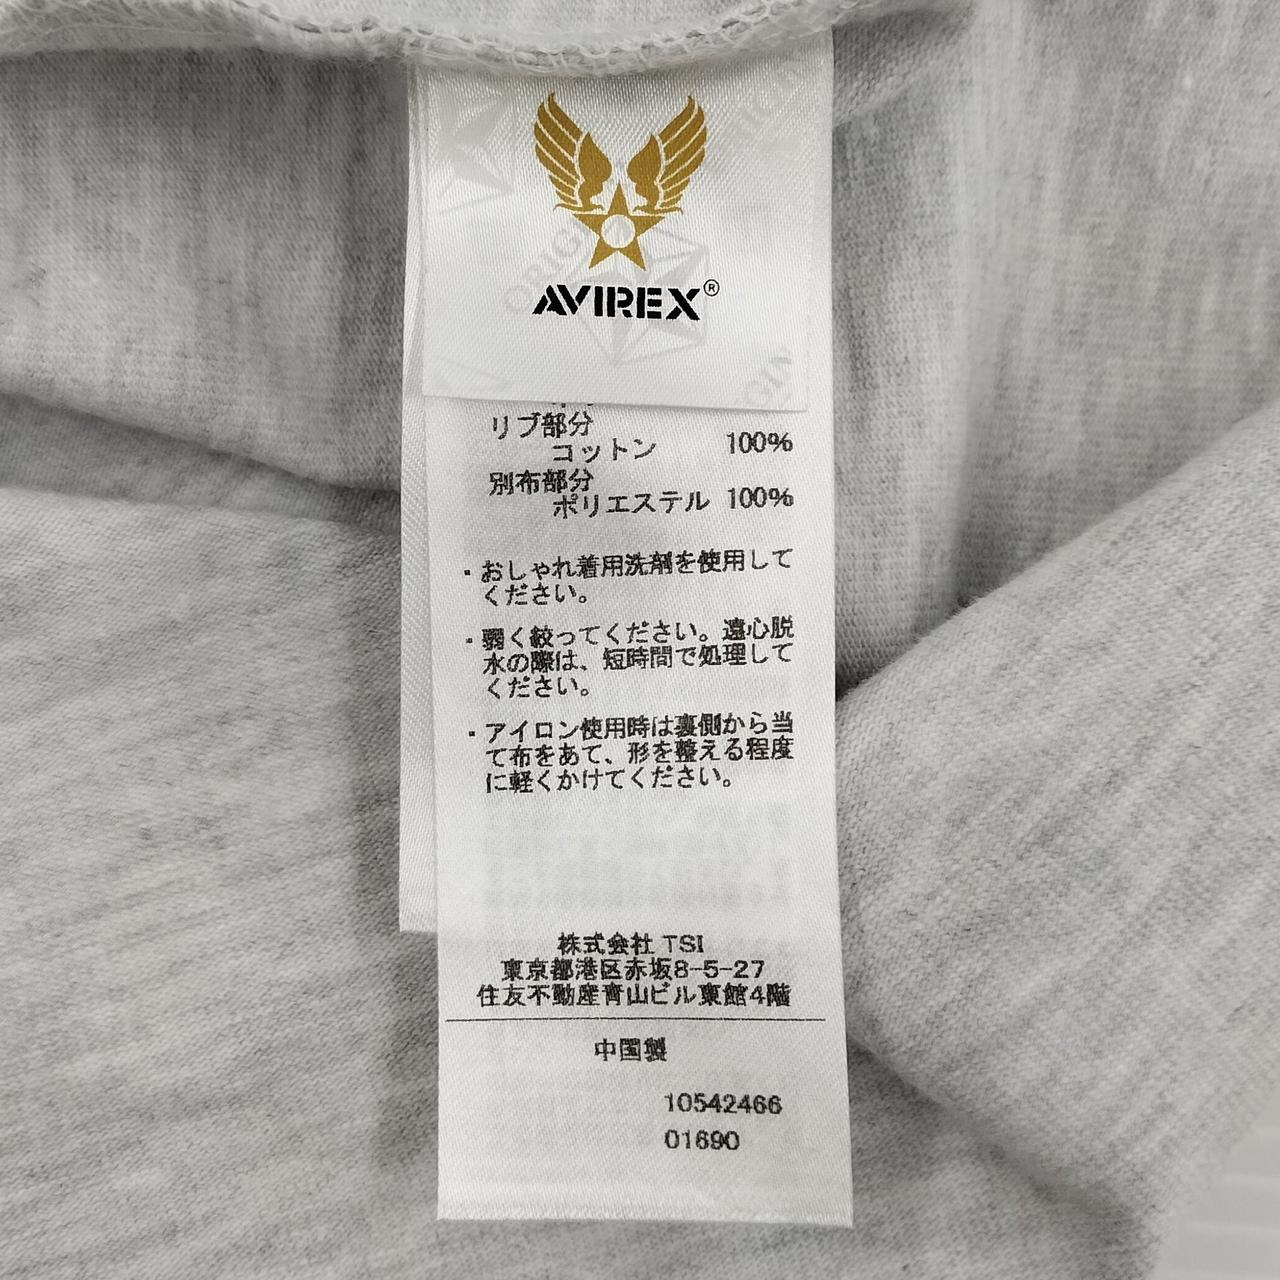 AVIREX®
リブ部分
コットン 100%
別布部分
ポリエステル 100%
・おしゃれ着用洗剤を使用して
ください。
・弱く絞ってください。遠心脱
水の際は、短時間で処理して
ください。
・アイロン使用時は裏側から当
て布をあて、形を整える程度
に軽くかけてください。
株式会社 TSI
東京都港区赤坂8-5-27
住友不動産青山ビル東館4階
中国製
10542466
01690